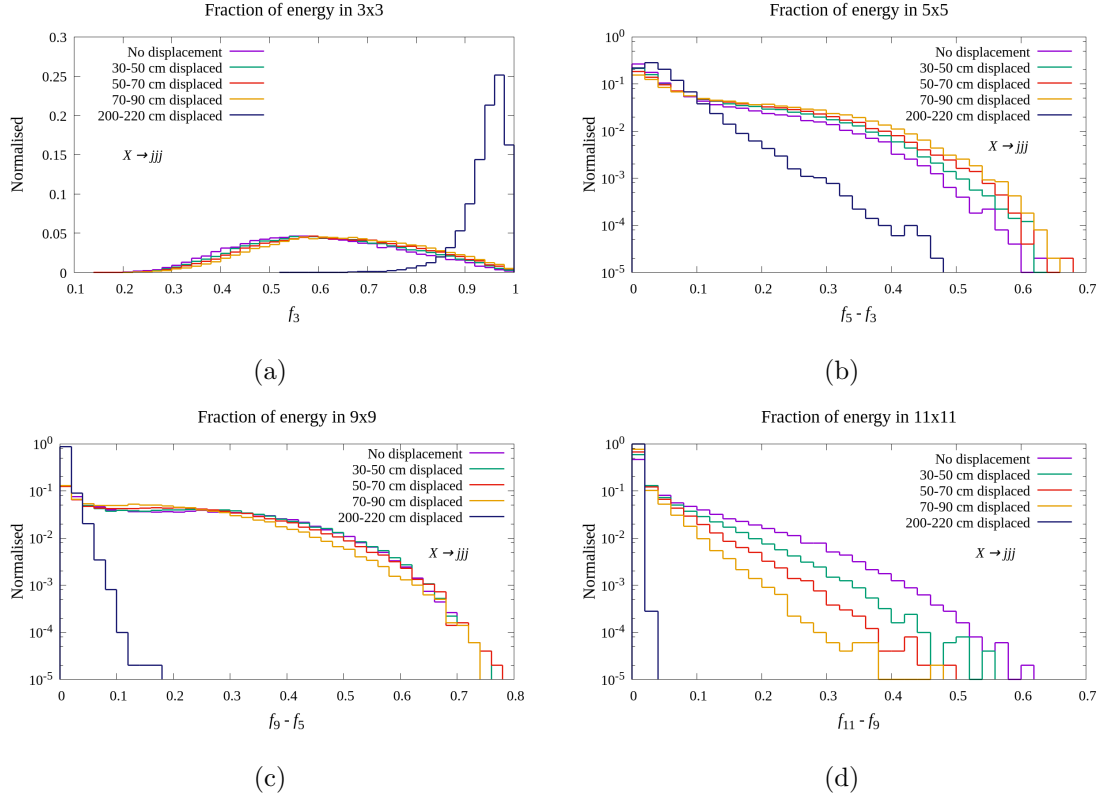 Fraction of energy in 3x3
Normalised
0.3
0.25
0.2
0.15
0.1
0.05
0
No displacement
30-50 cm displaced
50-70 cm displaced
70-90 cm displaced
200-220 cm displaced
X → jjj
0.1 0.2 0.3 0.4 0.5 0.6 0.7 0.8 0.9 1
f3
(a)
Fraction of energy in 5x5
Normalised
10^0
10^-1
10^-2
10^-3
10^-4
10^-5
No displacement
30-50 cm displaced
50-70 cm displaced
70-90 cm displaced
200-220 cm displaced
X → jjj
0 0.1 0.2 0.3 0.4 0.5 0.6 0.7
f5 - f3
(b)
Fraction of energy in 9x9
Normalised
10^0
10^-1
10^-2
10^-3
10^-4
10^-5
No displacement
30-50 cm displaced
50-70 cm displaced
70-90 cm displaced
200-220 cm displaced
X → jjj
0 0.1 0.2 0.3 0.4 0.5 0.6 0.7 0.8
f9 - f5
(c)
Fraction of energy in 11x11
Normalised
10^0
10^-1
10^-2
10^-3
10^-4
10^-5
No displacement
30-50 cm displaced
50-70 cm displaced
70-90 cm displaced
200-220 cm displaced
X → jjj
0 0.1 0.2 0.3 0.4 0.5 0.6 0.7
f11 - f9
(d)